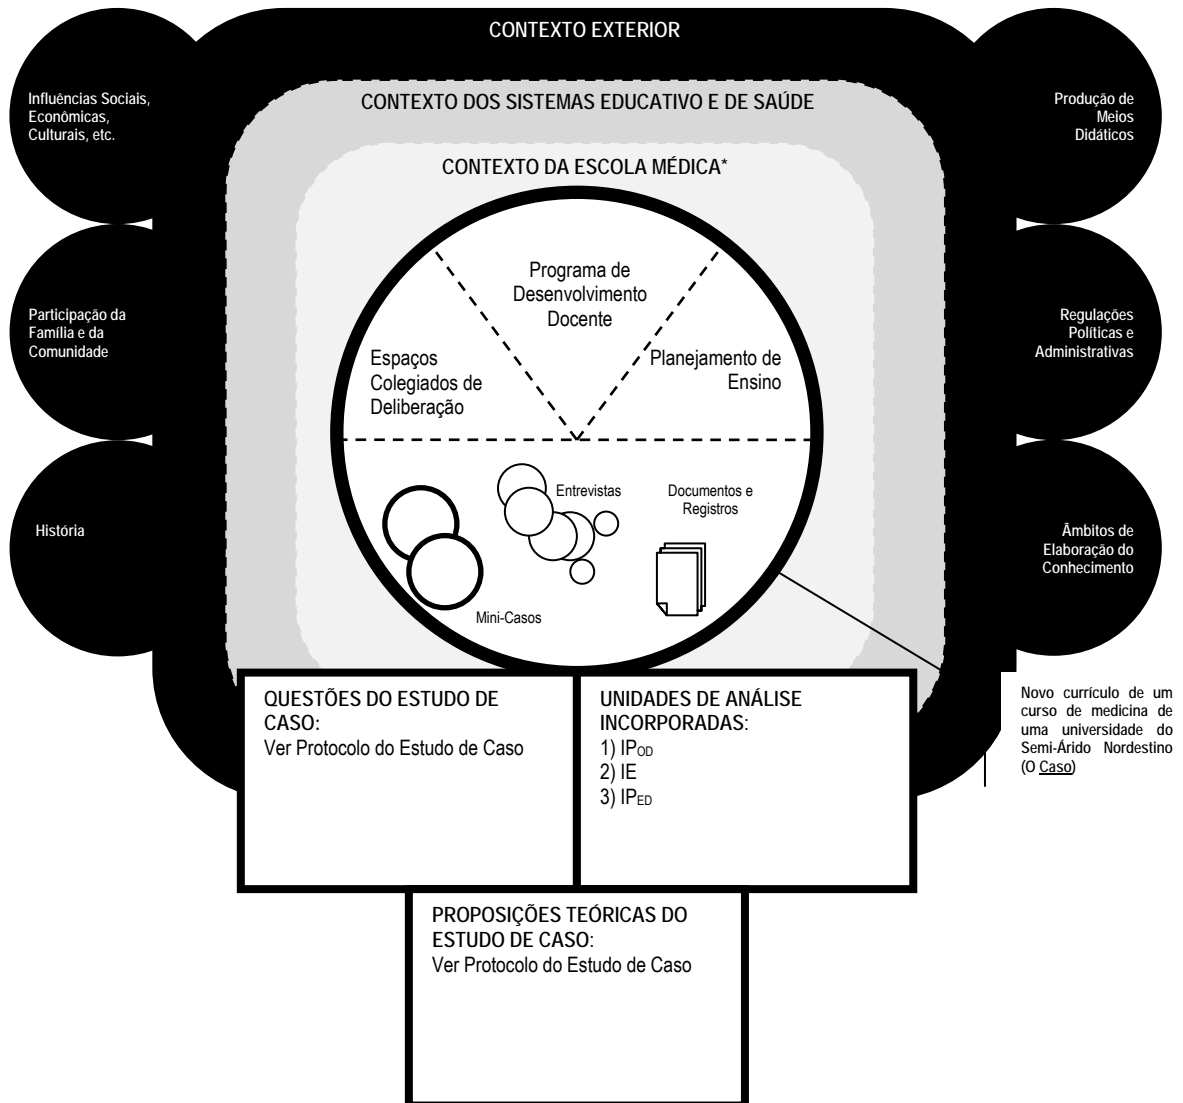 CONTEXTO EXTERIOR
CONTEXTO DOS SISTEMAS EDUCATIVO E DE SAÚDE
CONTEXTO DA ESCOLA MÉDICA*
Influências Sociais,
Econômicas,
Culturais, etc.
Participação da
Família e da
Comunidade
História
Produção de
Meios
Didáticos
Regulações
Políticas e
Administrativas
Âmbitos de
Elaboração do
Conhecimento
Programa de
Desenvolvimento
Docente
Espaços
Colegiados de
Deliberação
Planejamento de
Ensino
Entrevistas
Documentos e
Registros
Mini-Casos
Novo currículo de um
curso de medicina de
uma universidade do
Semi-Árido Nordestino
(O Caso)
QUESTÕES DO ESTUDO DE
CASO:
Ver Protocolo do Estudo de Caso
UNIDADES DE ANÁLISE
INCORPORADAS:
1) IPOD
2) IE
3) IPED
PROPOSIÇÕES TEÓRICAS DO
ESTUDO DE CASO:
Ver Protocolo do Estudo de Caso